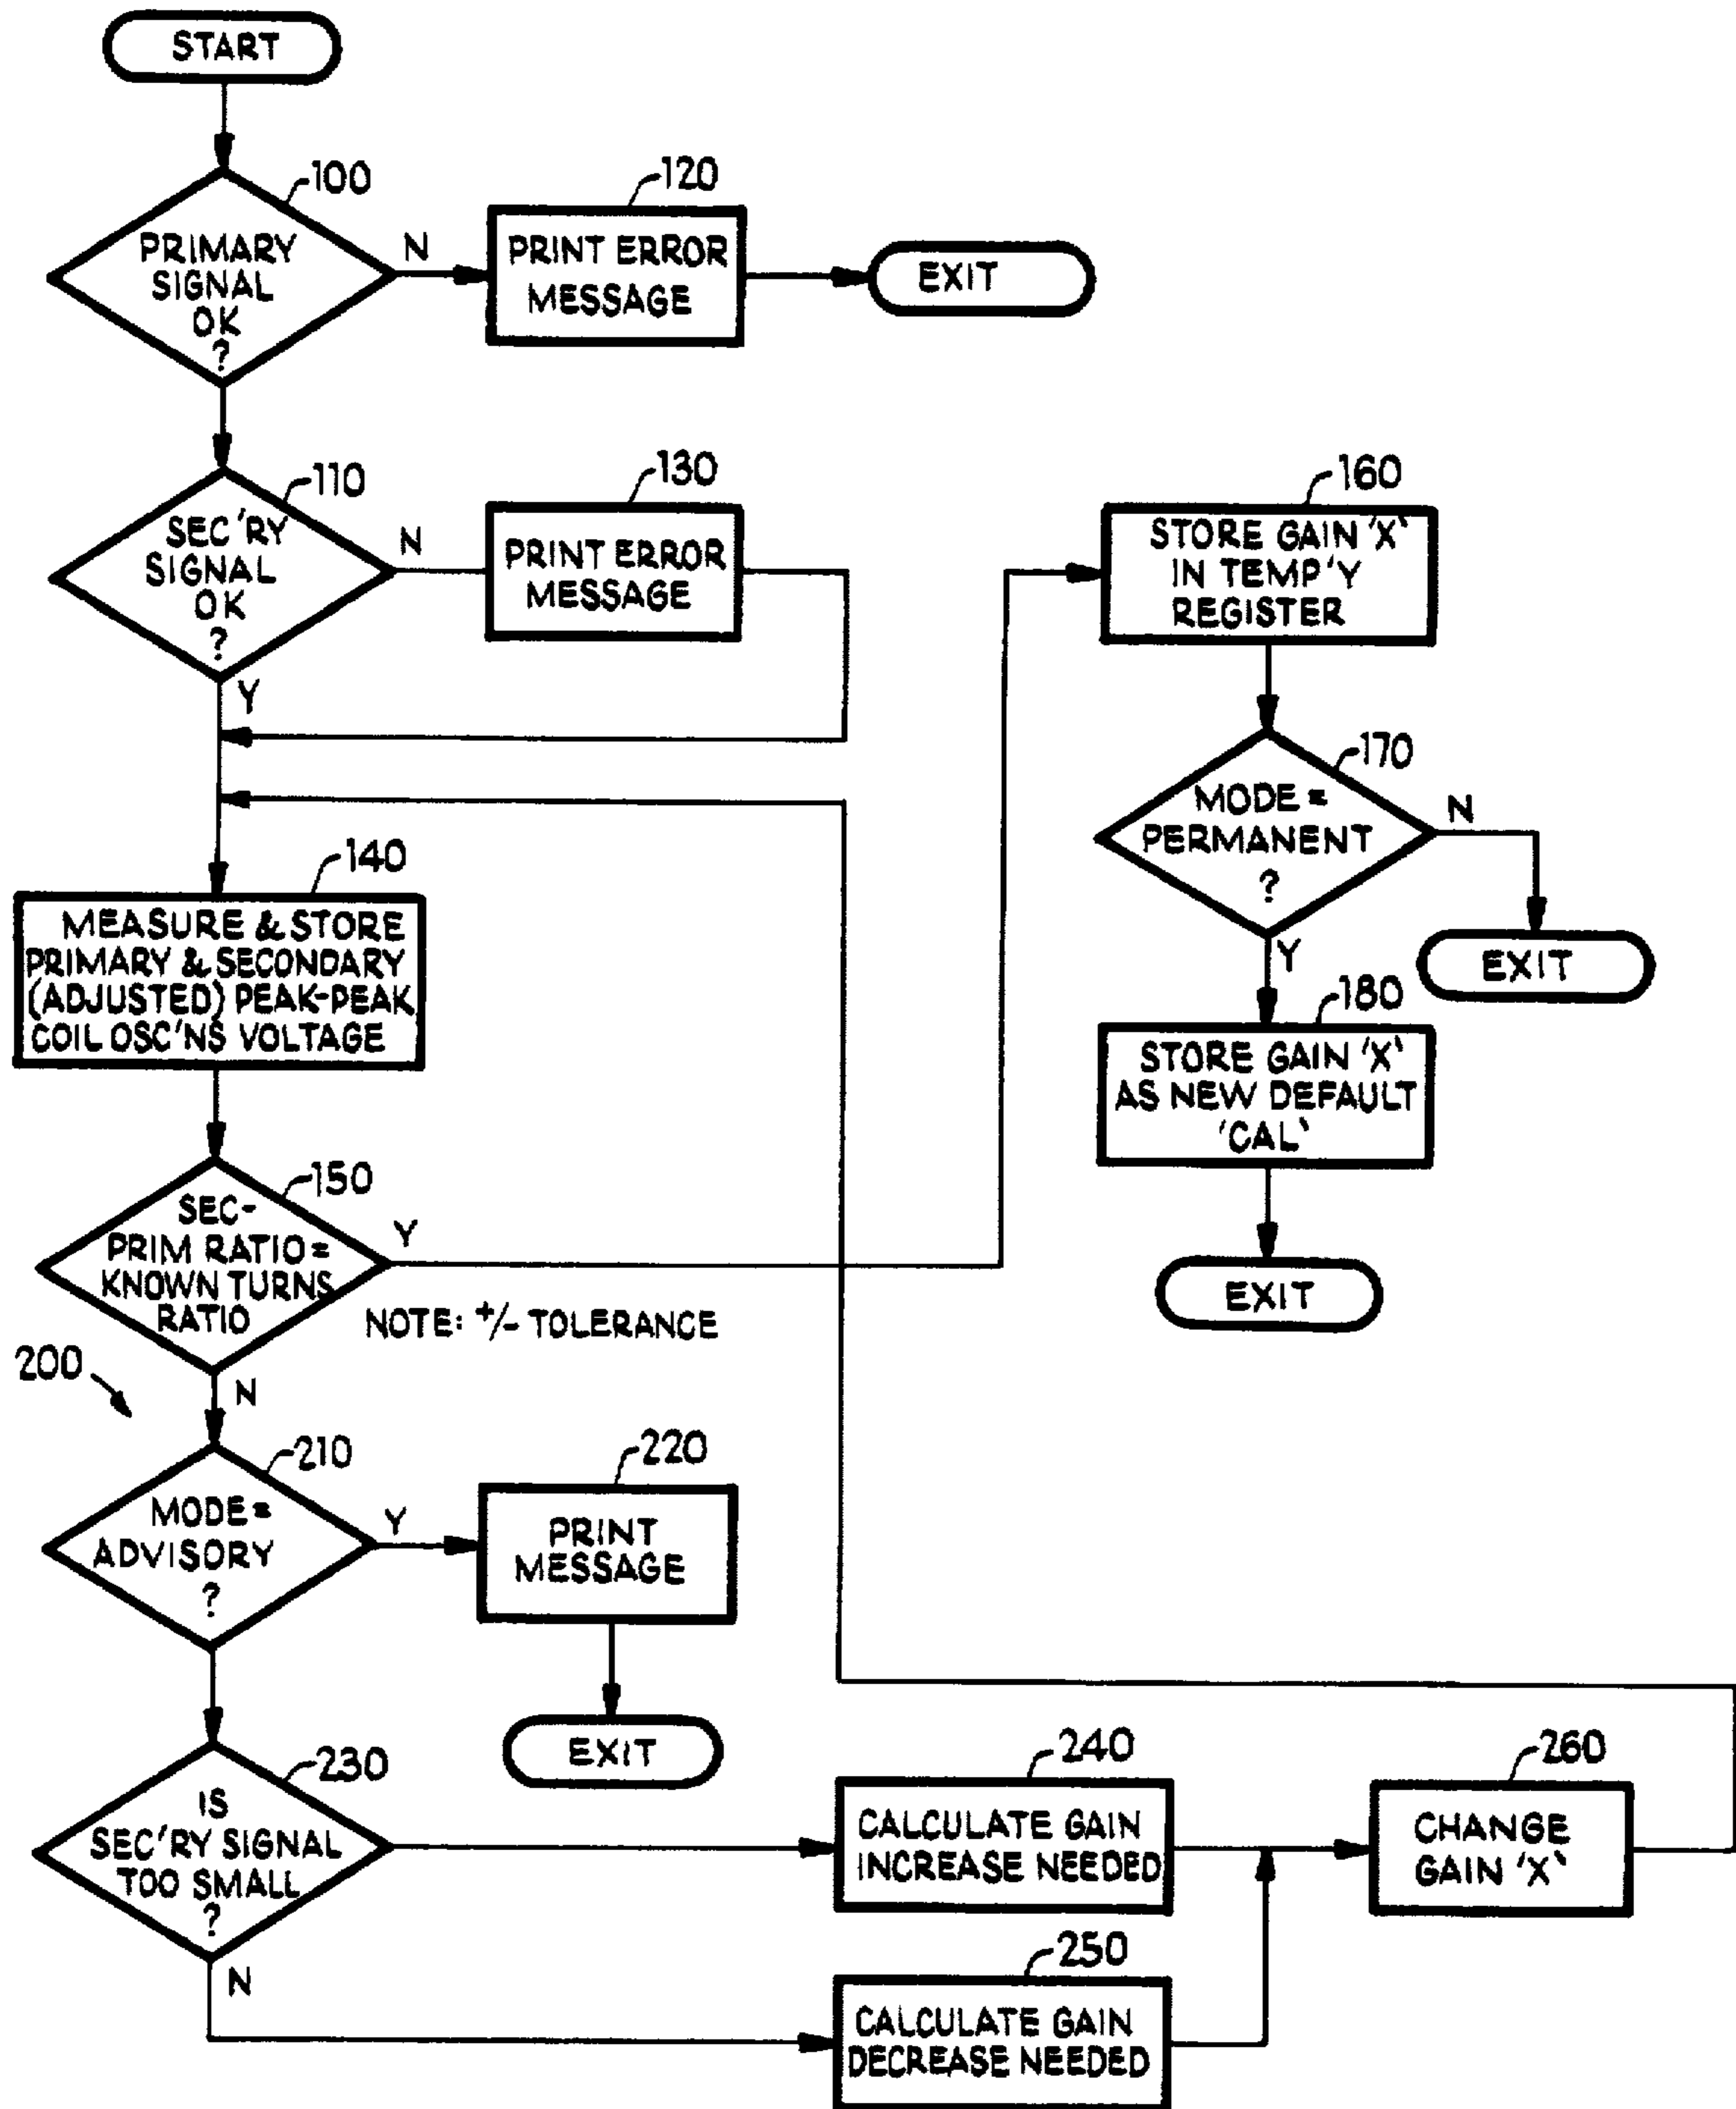 START
100
PRIMARY
SIGNAL
OK
?
N
120
PRINT ERROR
MESSAGE
EXIT
110
SEC'RY
SIGNAL
OK
?
N
Y
130
PRINT ERROR
MESSAGE
140
MEASURE & STORE
PRIMARY & SECONDARY
(ADJUSTED) PEAK-PEAK
COIL OSC'NS VOLTAGE
150
SEC-
PRIM RATIO =
KNOWN TURNS
RATIO
Y
NOTE: +/- TOLERANCE
N
160
STORE GAIN 'X'
IN TEMP'Y
REGISTER
170
MODE =
PERMANENT
?
N
EXIT
Y
180
STORE GAIN 'X'
AS NEW DEFAULT
'CAL'
EXIT
200
210
MODE =
ADVISORY
?
Y
220
PRINT
MESSAGE
EXIT
230
IS
SEC'RY SIGNAL
TOO SMALL
?
N
240
CALCULATE GAIN
INCREASE NEEDED
250
CALCULATE GAIN
DECREASE NEEDED
260
CHANGE
GAIN 'X'